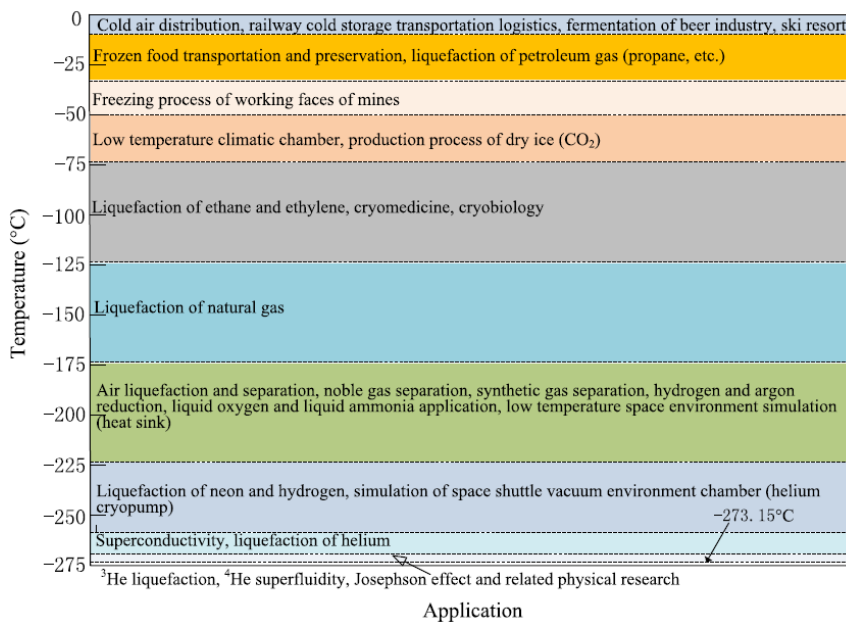 0
Cold air distribution, railway cold storage transportation logistics, fermentation of beer industry, ski resort
Frozen food transportation and preservation, liquefaction of petroleum gas (propane, etc.)
−25
Freezing process of working faces of mines
−50
Low temperature climatic chamber, production process of dry ice (CO₂)
−75
Liquefaction of ethane and ethylene, cryomedicine, cryobiology
−100
−125
Temperature (°C)
Liquefaction of natural gas
−150
−175
Air liquefaction and separation, noble gas separation, synthetic gas separation, hydrogen and argon
reduction, liquid oxygen and liquid ammonia application, low temperature space environment simulation
(heat sink)
−200
−225
Liquefaction of neon and hydrogen, simulation of space shuttle vacuum environment chamber (helium
cryopump)
−250
−273.15°C
Superconductivity, liquefaction of helium
−275
³He liquefaction, ⁴He superfluidity, Josephson effect and related physical research
Application